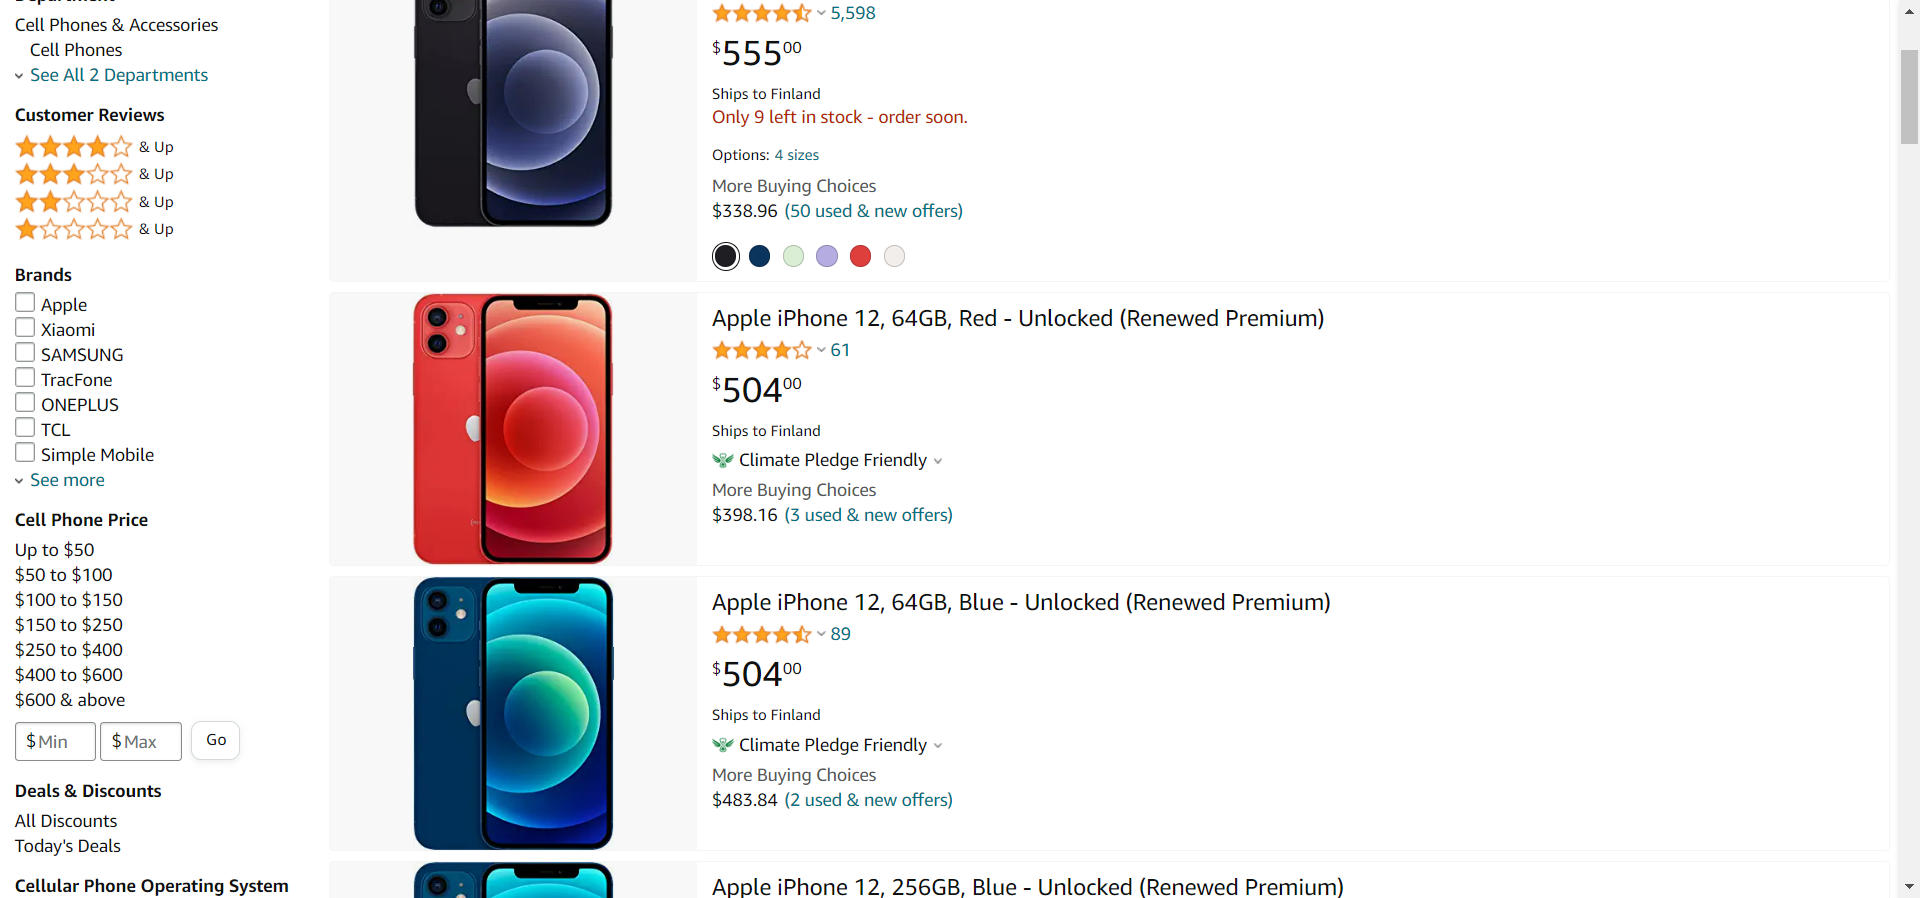 Cell Phones & Accessories
Cell Phones
See All 2 Departments
Customer Reviews
& Up
& Up
& Up
& Up
Brands
Apple
Xiaomi
SAMSUNG
TracFone
ONEPLUS
TCL
Simple Mobile
See more
Cell Phone Price
Up to $50
$50 to $100
$100 to $150
$150 to $250
$250 to $400
$400 to $600
$600 & above
$ Min $ Max Go
Deals & Discounts
All Discounts
Today's Deals
Cellular Phone Operating System
5,598
$555 00
Ships to Finland
Only 9 left in stock - order soon.
Options: 4 sizes
More Buying Choices
$338.96 (50 used & new offers)
Apple iPhone 12, 64GB, Red - Unlocked (Renewed Premium)
61
$504 00
Ships to Finland
Climate Pledge Friendly
More Buying Choices
$398.16 (3 used & new offers)
Apple iPhone 12, 64GB, Blue - Unlocked (Renewed Premium)
89
$504 00
Ships to Finland
Climate Pledge Friendly
More Buying Choices
$483.84 (2 used & new offers)
Apple iPhone 12, 256GB, Blue - Unlocked (Renewed Premium)